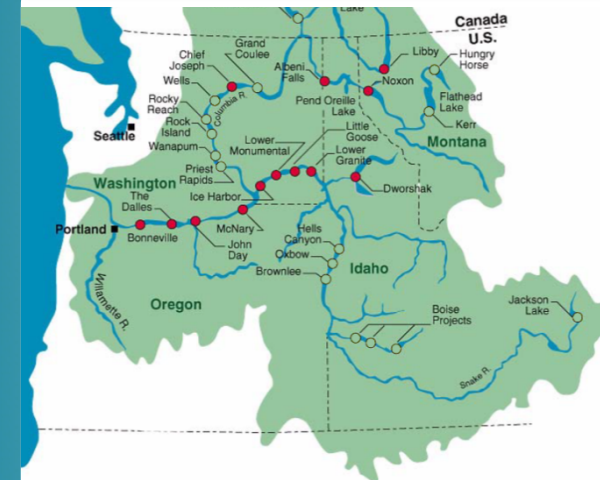 Lake
Canada
U.S.
Grand
Coulee
Chief
Joseph
Wells
Rocky
Reach
Rock
Island
Wanapum
Priest
Rapids
Columbia R.
Albeni
Falls
Libby
Hungry
Horse
Noxon
Pend Oreille
Lake
Flathead
Lake
Kerr
Montana
Seattle
Lower
Monumental
Little
Goose
Lower
Granite
Dworshak
Washington
Ice Harbor
The
Dalles
Portland
Bonneville
McNary
John
Day
Hells
Canyon
Oxbow
Brownlee
Idaho
Willamette R.
Oregon
Boise
Projects
Jackson
Lake
Snake R.